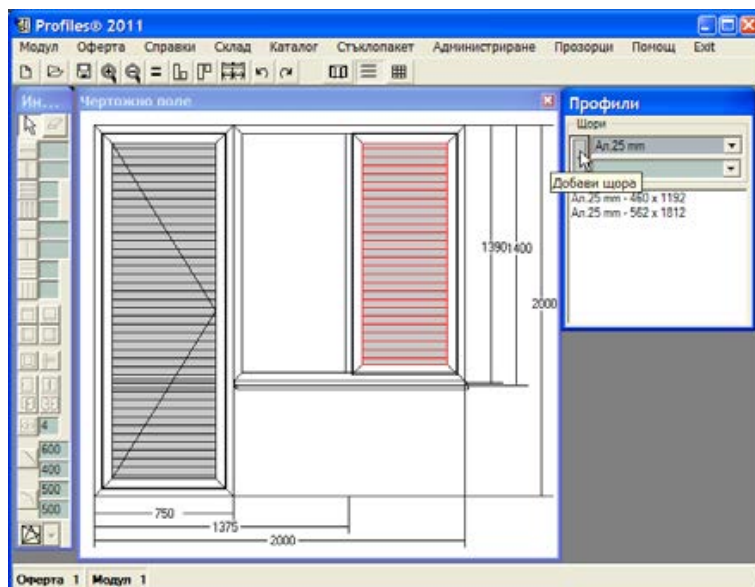 Profiles® 2011
Модул Оферта Справки Склад Каталог Стъклопакет Администриране Прозорци Помощ Exit
Ин...
Чертожно поле
Профили
Щори
Ал.25 mm
Добави щора
Ал.25 mm - 460 x 1192
Ал.25 mm - 562 x 1812
1390
1400
2000
4
600
400
500
500
750
1375
2000
Оферта 1 Модул 1